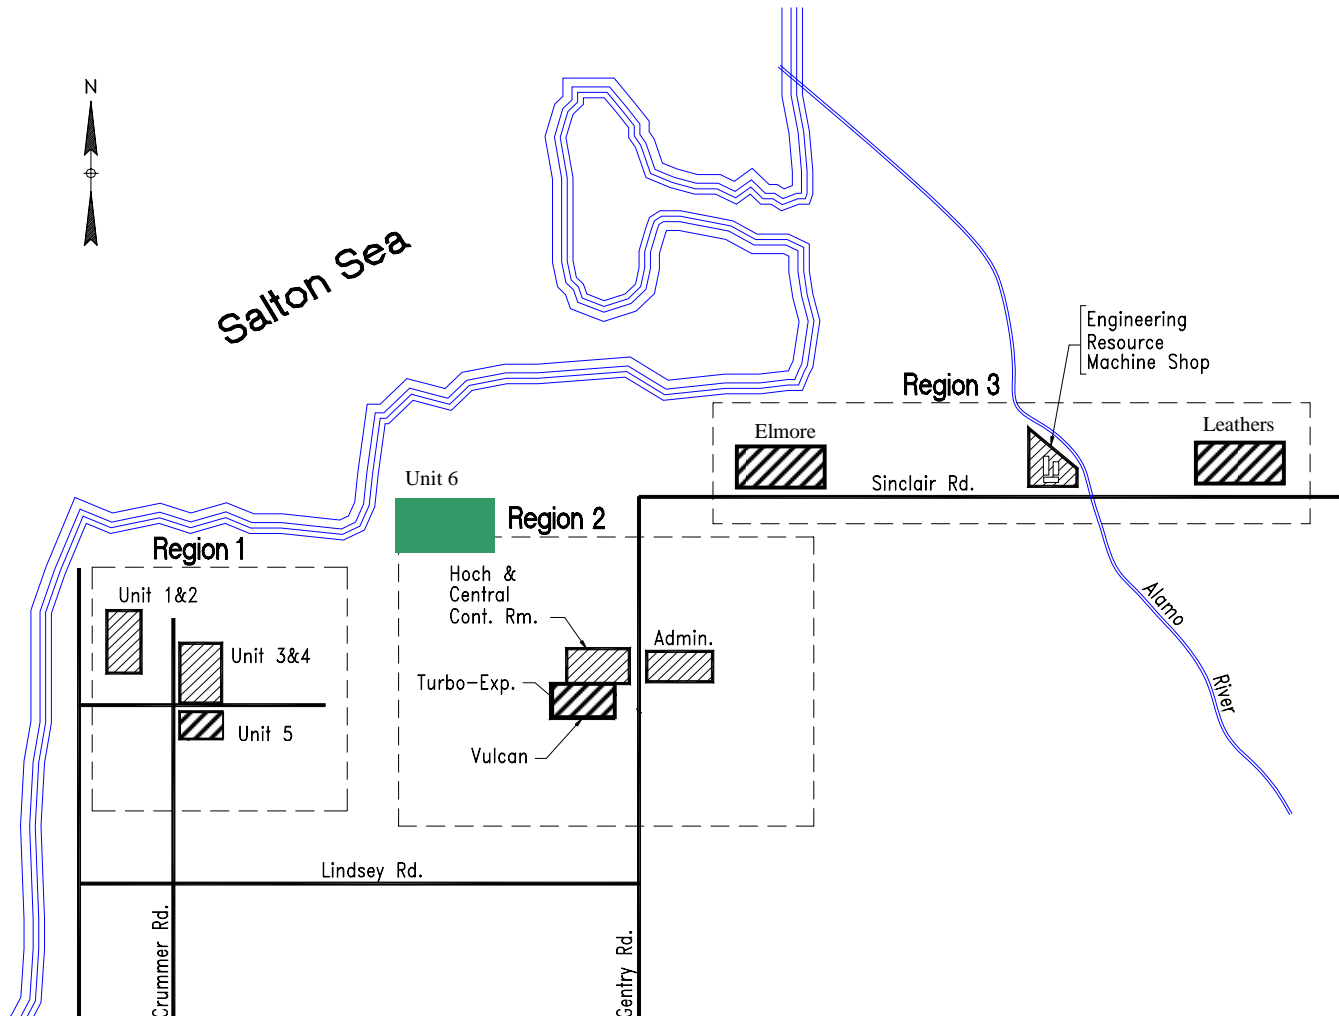 N
Salton Sea
Engineering
Resource
Machine Shop
Region 3
Elmore
Leathers
Sinclair Rd.
Unit 6
Region 2
Region 1
Hoch &
Central
Cont. Rm.
Unit 1&2
Admin.
Unit 3&4
Turbo-Exp.
Unit 5
Vulcan
Alamo
River
Lindsey Rd.
Crummer Rd.
Gentry Rd.